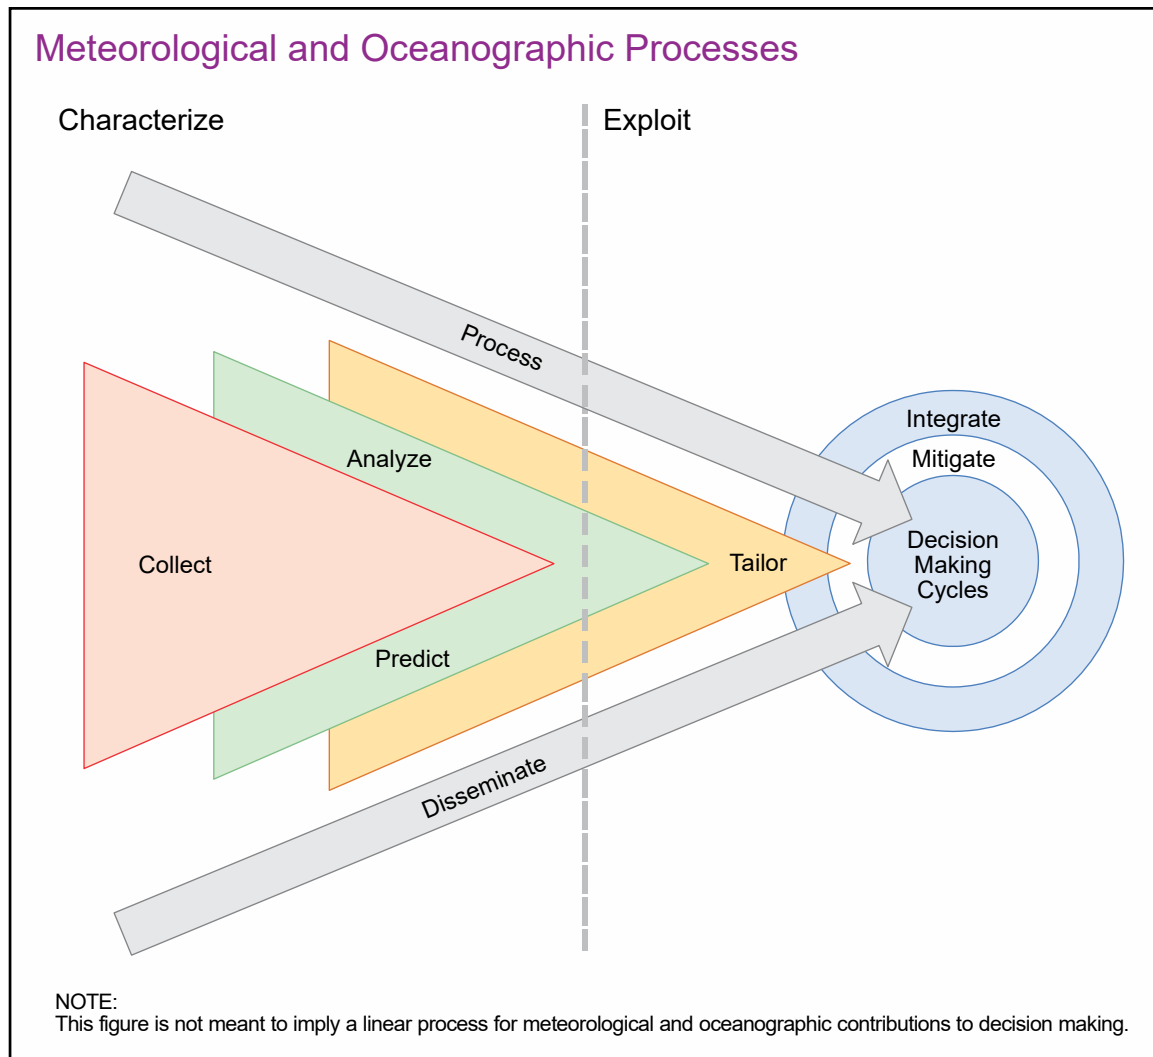 Meteorological and Oceanographic Processes
Characterize
Exploit
Process
Integrate
Mitigate
Analyze
Decision
Making
Cycles
Collect
Tailor
Predict
Disseminate
NOTE:
This figure is not meant to imply a linear process for meteorological and oceanographic contributions to decision making.